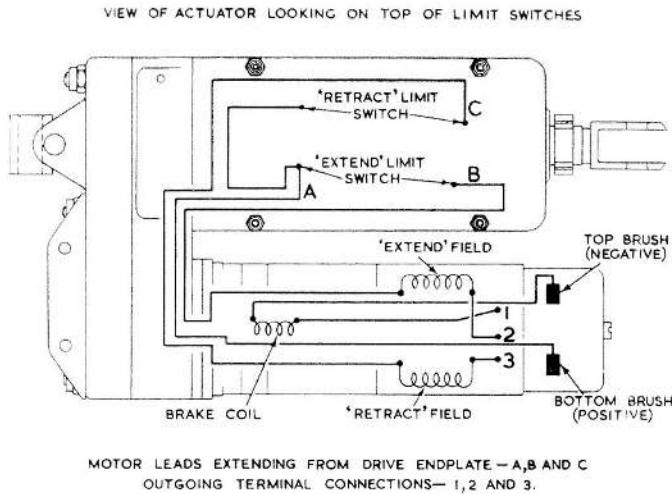 VIEW OF ACTUATOR LOOKING ON TOP OF LIMIT SWITCHES
'RETRACT' LIMIT
SWITCH
C
'EXTEND' LIMIT
SWITCH
A
B
'EXTEND' FIELD
TOP BRUSH
(NEGATIVE)
1
2
3
BRAKE COIL
'RETRACT' FIELD
BOTTOM BRUSH
(POSITIVE)
MOTOR LEADS EXTENDING FROM DRIVE ENDPLATE — A, B AND C
OUTGOING TERMINAL CONNECTIONS — 1, 2 AND 3.